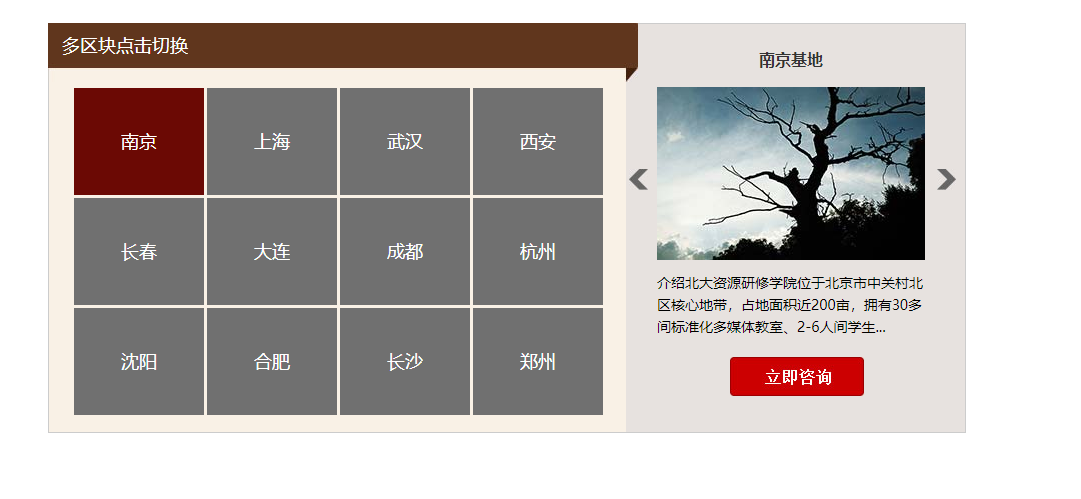 多区块点击切换
南京
上海
武汉
西安
长春
大连
成都
杭州
沈阳
合肥
长沙
郑州
南京基地
介绍北大资源研修学院位于北京市中关村北
区核心地带，占地面积近200亩，拥有30多
间标准化多媒体教室、2-6人间学生...
立即咨询